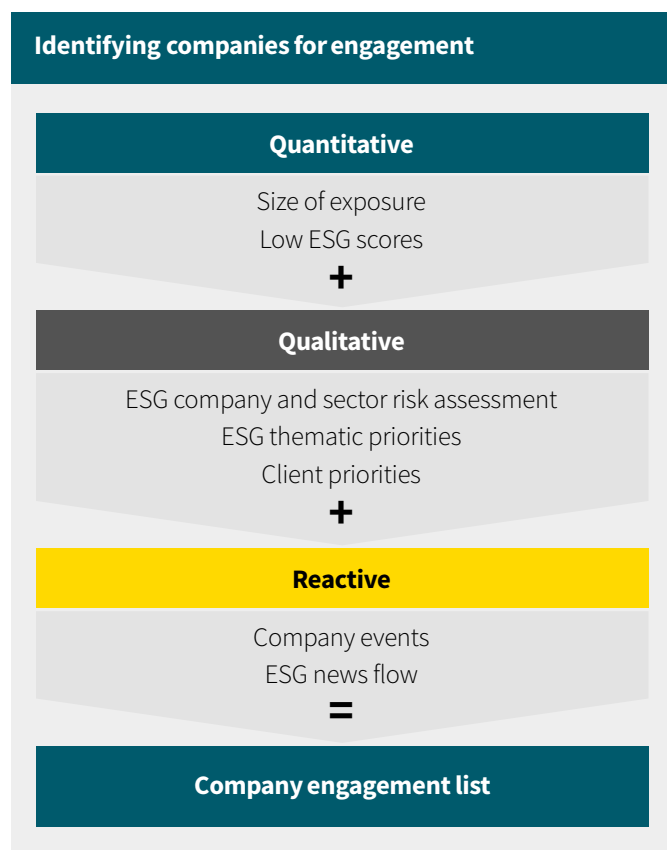 Identifying companies for engagement
Quantitative
Size of exposure
Low ESG scores
+
Qualitative
ESG company and sector risk assessment
ESG thematic priorities
Client priorities
+
Reactive
Company events
ESG news flow
=
Company engagement list